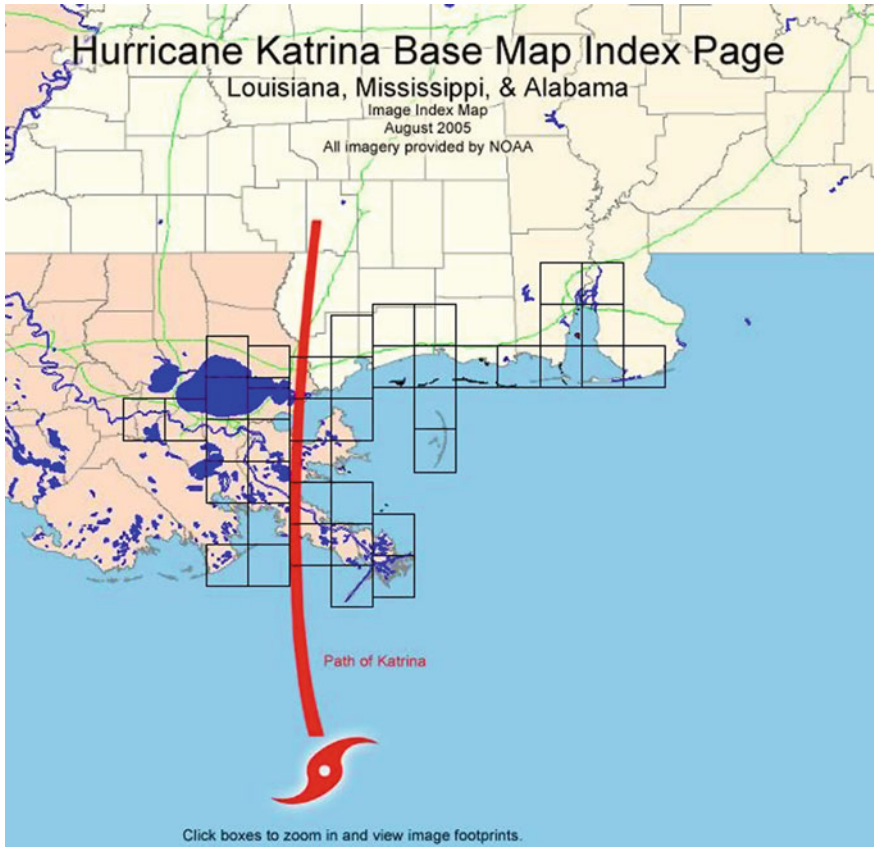 Hurricane Katrina Base Map Index Page
Louisiana, Mississippi, & Alabama
Image Index Map
August 2005
All imagery provided by NOAA
Path of Katrina
Click boxes to zoom in and view image footprints.